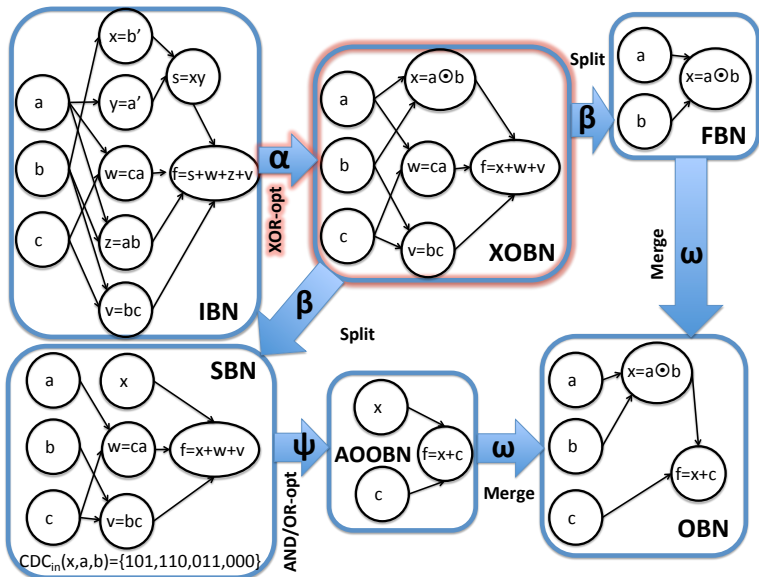 x=b’
s=xy
a
y=a’
b
w=ca
f=s+w+z+v
c
z=ab
v=bc
IBN
α
XOR-opt
a
x=a⊙b
b
w=ca
f=x+w+v
c
v=bc
XOBN
Split
β
a
x=a⊙b
b
FBN
Merge
ω
β
Split
SBN
a
x
b
w=ca
f=x+w+v
c
v=bc
CDCin(x,a,b)={101,110,011,000}
ψ
AND/OR-opt
x
AOOBN
f=x+c
c
ω
Merge
a
x=a⊙b
b
f=x+c
c
OBN